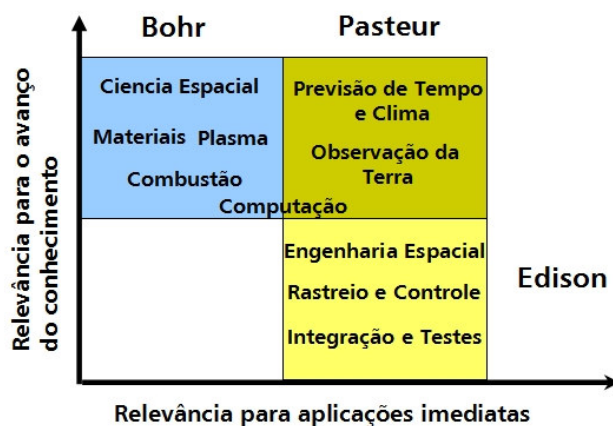 Bohr
Pasteur
Ciencia Espacial
Materiais Plasma
Combustão
Previsão de Tempo
e Clima
Observação da
Terra
Computação
Engenharia Espacial
Rastreio e Controle
Integração e Testes
Edison
Relevância para o avanço
do conhecimento
Relevância para aplicações imediatas